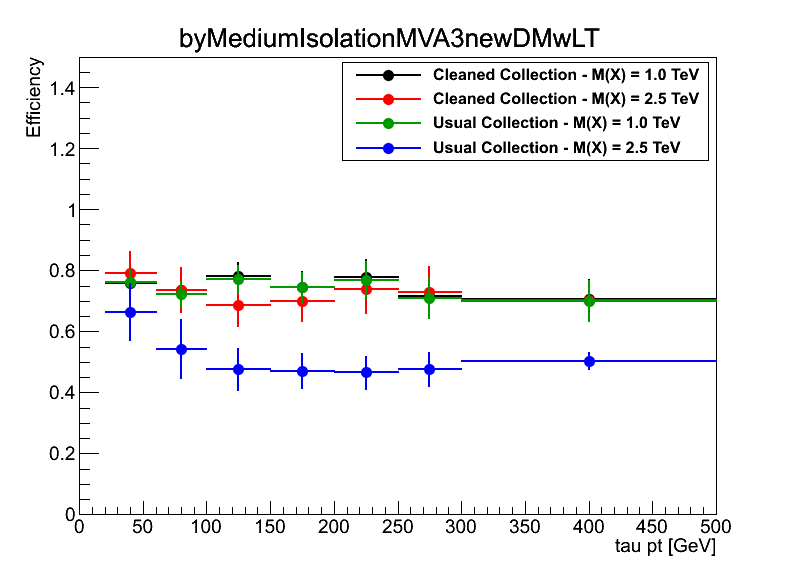 byMediumIsolationMVA3newDMwLT
Efficiency
Cleaned Collection - M(X) = 1.0 TeV
Cleaned Collection - M(X) = 2.5 TeV
Usual Collection - M(X) = 1.0 TeV
Usual Collection - M(X) = 2.5 TeV
1.4
1.2
1
0.8
0.6
0.4
0.2
0
0 50 100 150 200 250 300 350 400 450 500
tau pt [GeV]